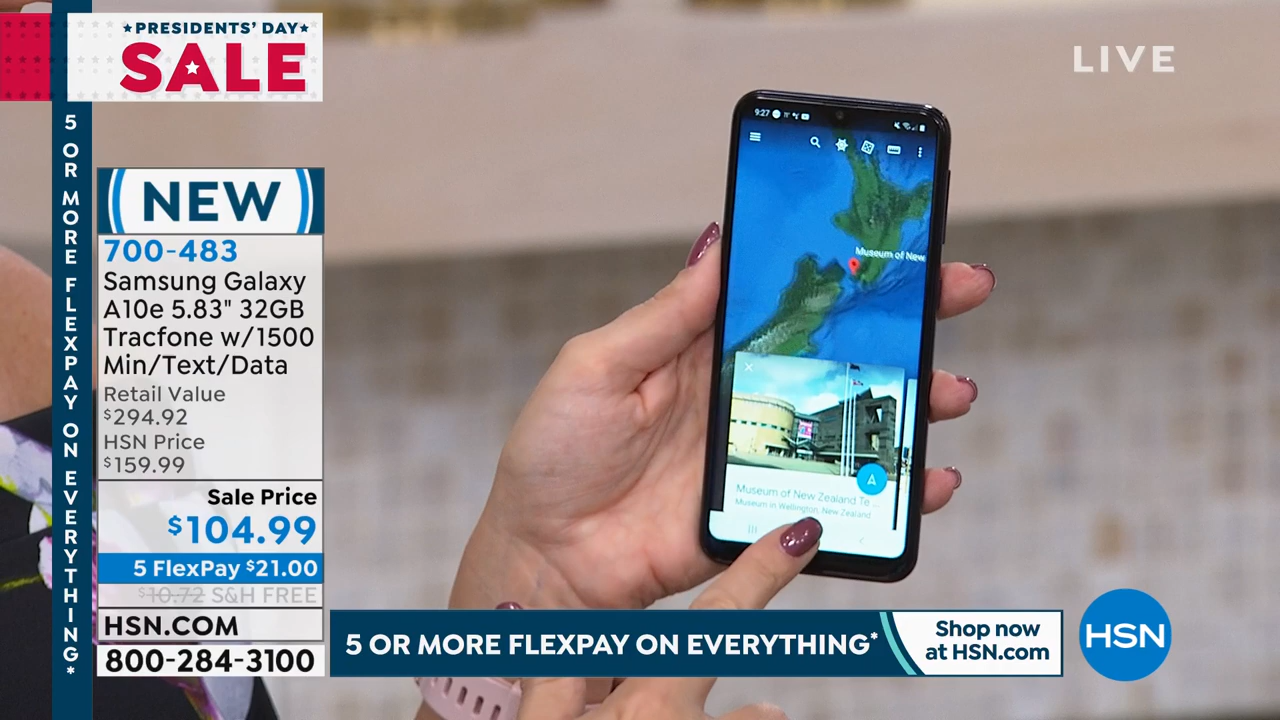 PRESIDENTS' DAY
SALE
LIVE
5 OR MORE FLEXPAY ON EVERYTHING*
NEW
700-483
Samsung Galaxy
A10e 5.83" 32GB
Tracfone w/1500
Min/Text/Data
Retail Value
$294.92
HSN Price
$159.99
Sale Price
$104.99
5 FlexPay $21.00
$10.72 S&H FREE
HSN.COM
800-284-3100
9:27
Museum of New
Museum of New Zealand Te ...
Museum in Wellington, New Zealand
5 OR MORE FLEXPAY ON EVERYTHING*
Shop now
at HSN.com
HSN